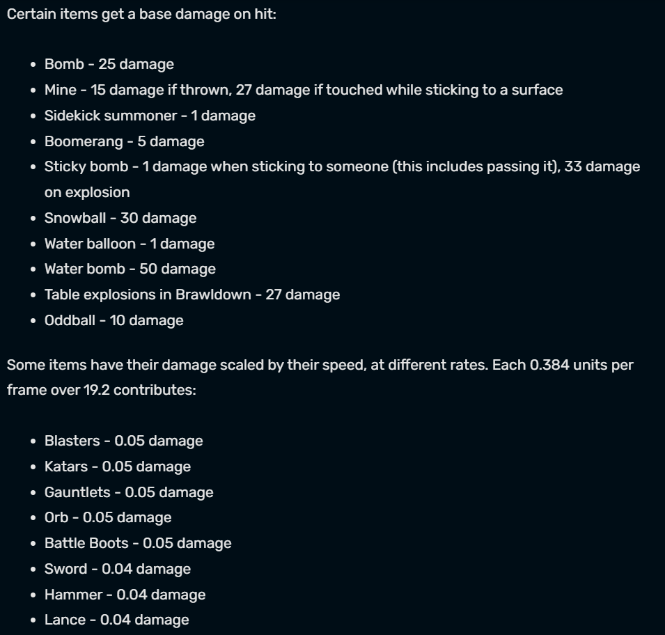 Certain items get a base damage on hit:
• Bomb - 25 damage
• Mine - 15 damage if thrown, 27 damage if touched while sticking to a surface
• Sidekick summoner - 1 damage
• Boomerang - 5 damage
• Sticky bomb - 1 damage when sticking to someone (this includes passing it), 33 damage
on explosion
• Snowball - 30 damage
• Water balloon - 1 damage
• Water bomb - 50 damage
• Table explosions in Brawldown - 27 damage
• Oddball - 10 damage
Some items have their damage scaled by their speed, at different rates. Each 0.384 units per
frame over 19.2 contributes:
• Blasters - 0.05 damage
• Katars - 0.05 damage
• Gauntlets - 0.05 damage
• Orb - 0.05 damage
• Battle Boots - 0.05 damage
• Sword - 0.04 damage
• Hammer - 0.04 damage
• Lance - 0.04 damage